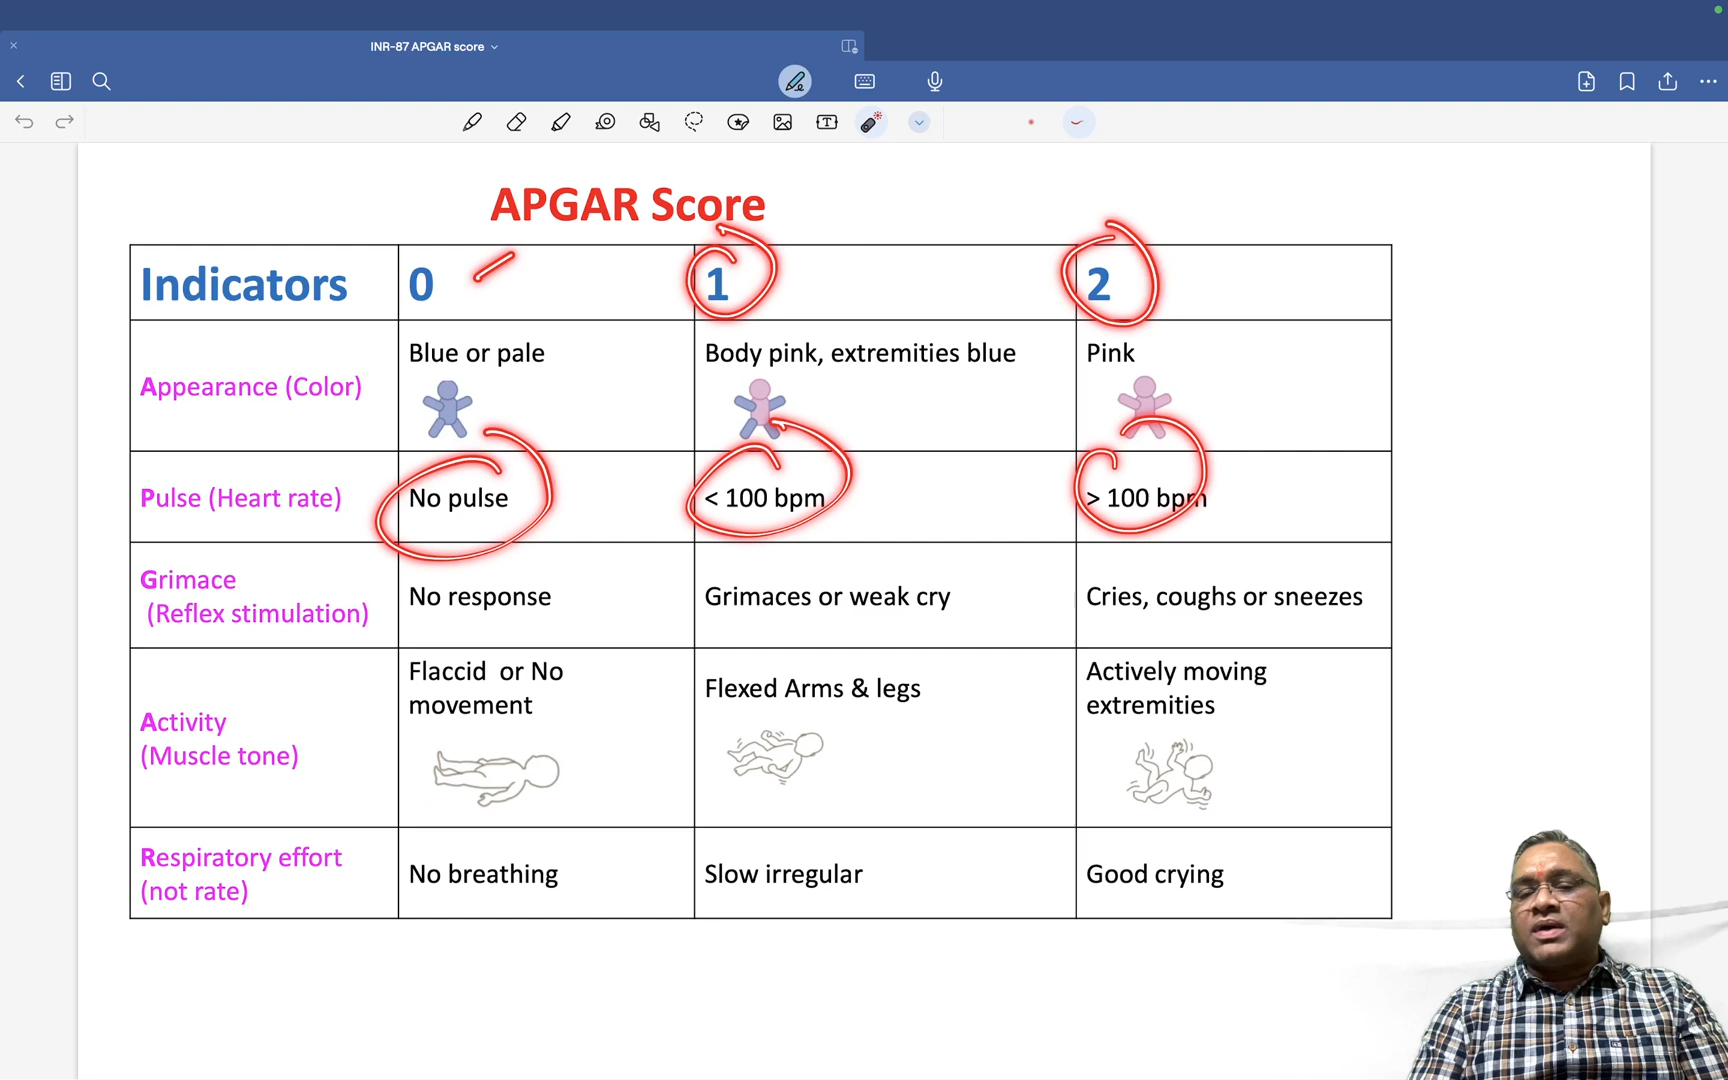 INR-87 APGAR score
APGAR Score
Indicators 0 1 2
Appearance (Color)
Blue or pale
Body pink, extremities blue
Pink
Pulse (Heart rate)
No pulse
< 100 bpm
> 100 bpm
Grimace
(Reflex stimulation)
No response
Grimaces or weak cry
Cries, coughs or sneezes
Activity
(Muscle tone)
Flaccid or No
movement
Flexed Arms & legs
Actively moving
extremities
Respiratory effort
(not rate)
No breathing
Slow irregular
Good crying